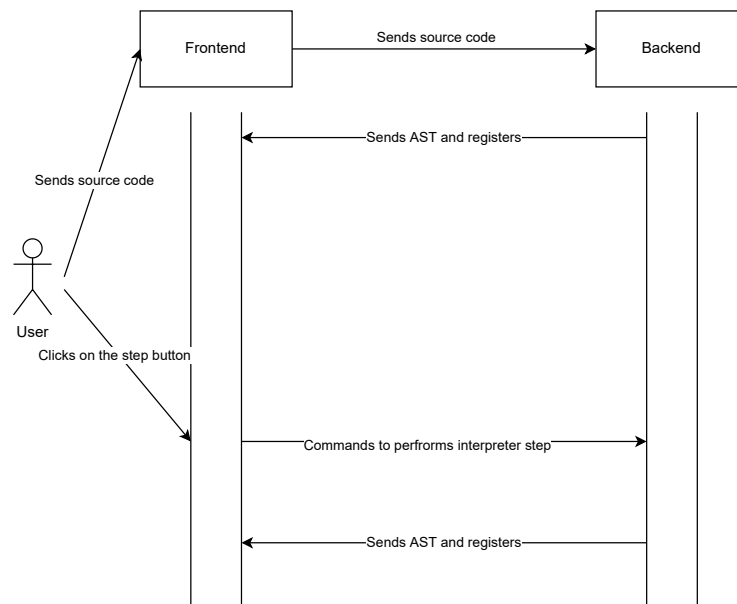 Frontend
Sends source code
Backend
Sends AST and registers
Sends source code
User
Clicks on the step button
Commands to perfroms interpreter step
Sends AST and registers